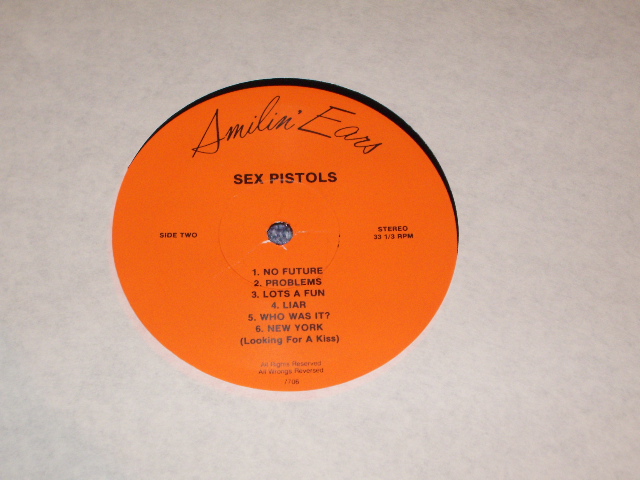 Smilin' Ears
SEX PISTOLS
SIDE TWO
STEREO
33 1/3 RPM
1. NO FUTURE
2. PROBLEMS
3. LOTS A FUN
4. LIAR
5. WHO WAS IT?
6. NEW YORK
(Looking For A Kiss)
All Rights Reserved
All Wrongs Reversed